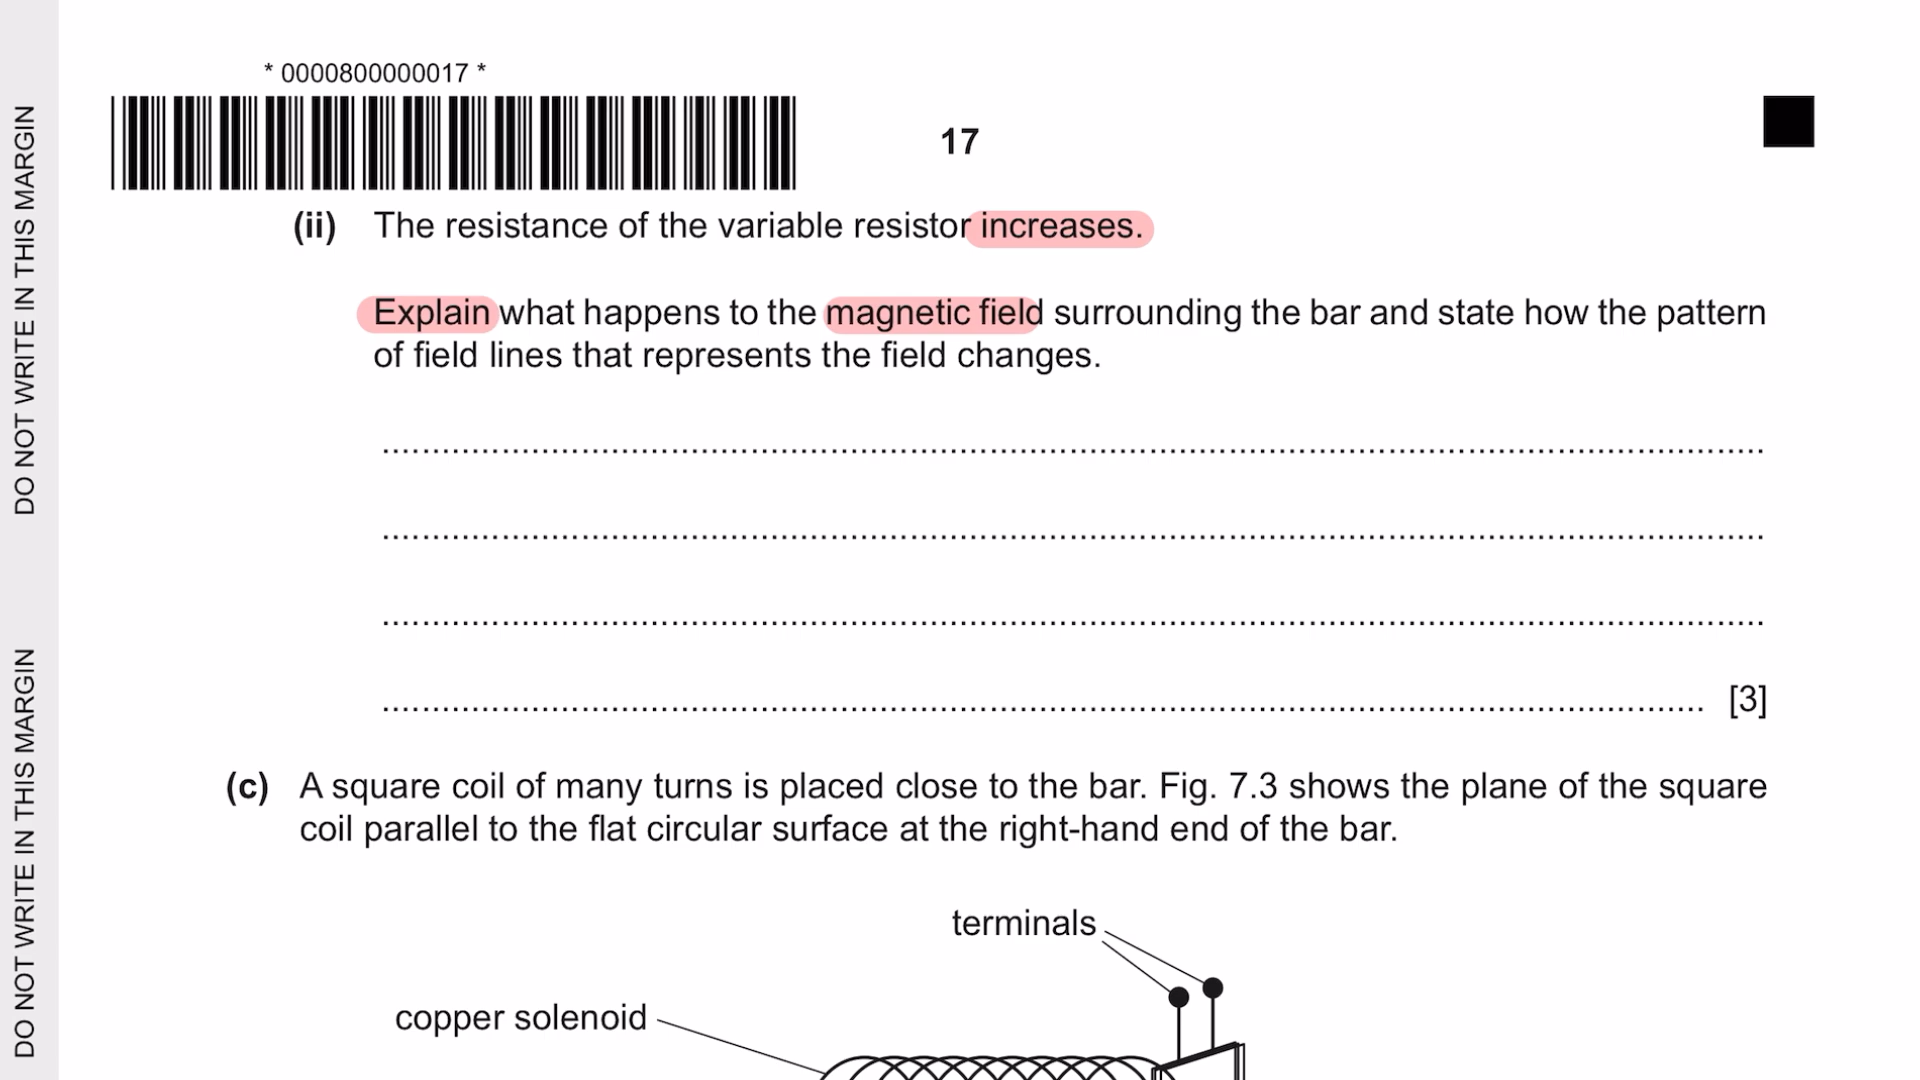 * 0000800000017 *
17
DO NOT WRITE IN THIS MARGIN
(ii) The resistance of the variable resistor increases.
Explain what happens to the magnetic field surrounding the bar and state how the pattern
of field lines that represents the field changes.
[3]
DO NOT WRITE IN THIS MARGIN
(c) A square coil of many turns is placed close to the bar. Fig. 7.3 shows the plane of the square
coil parallel to the flat circular surface at the right-hand end of the bar.
terminals
copper solenoid